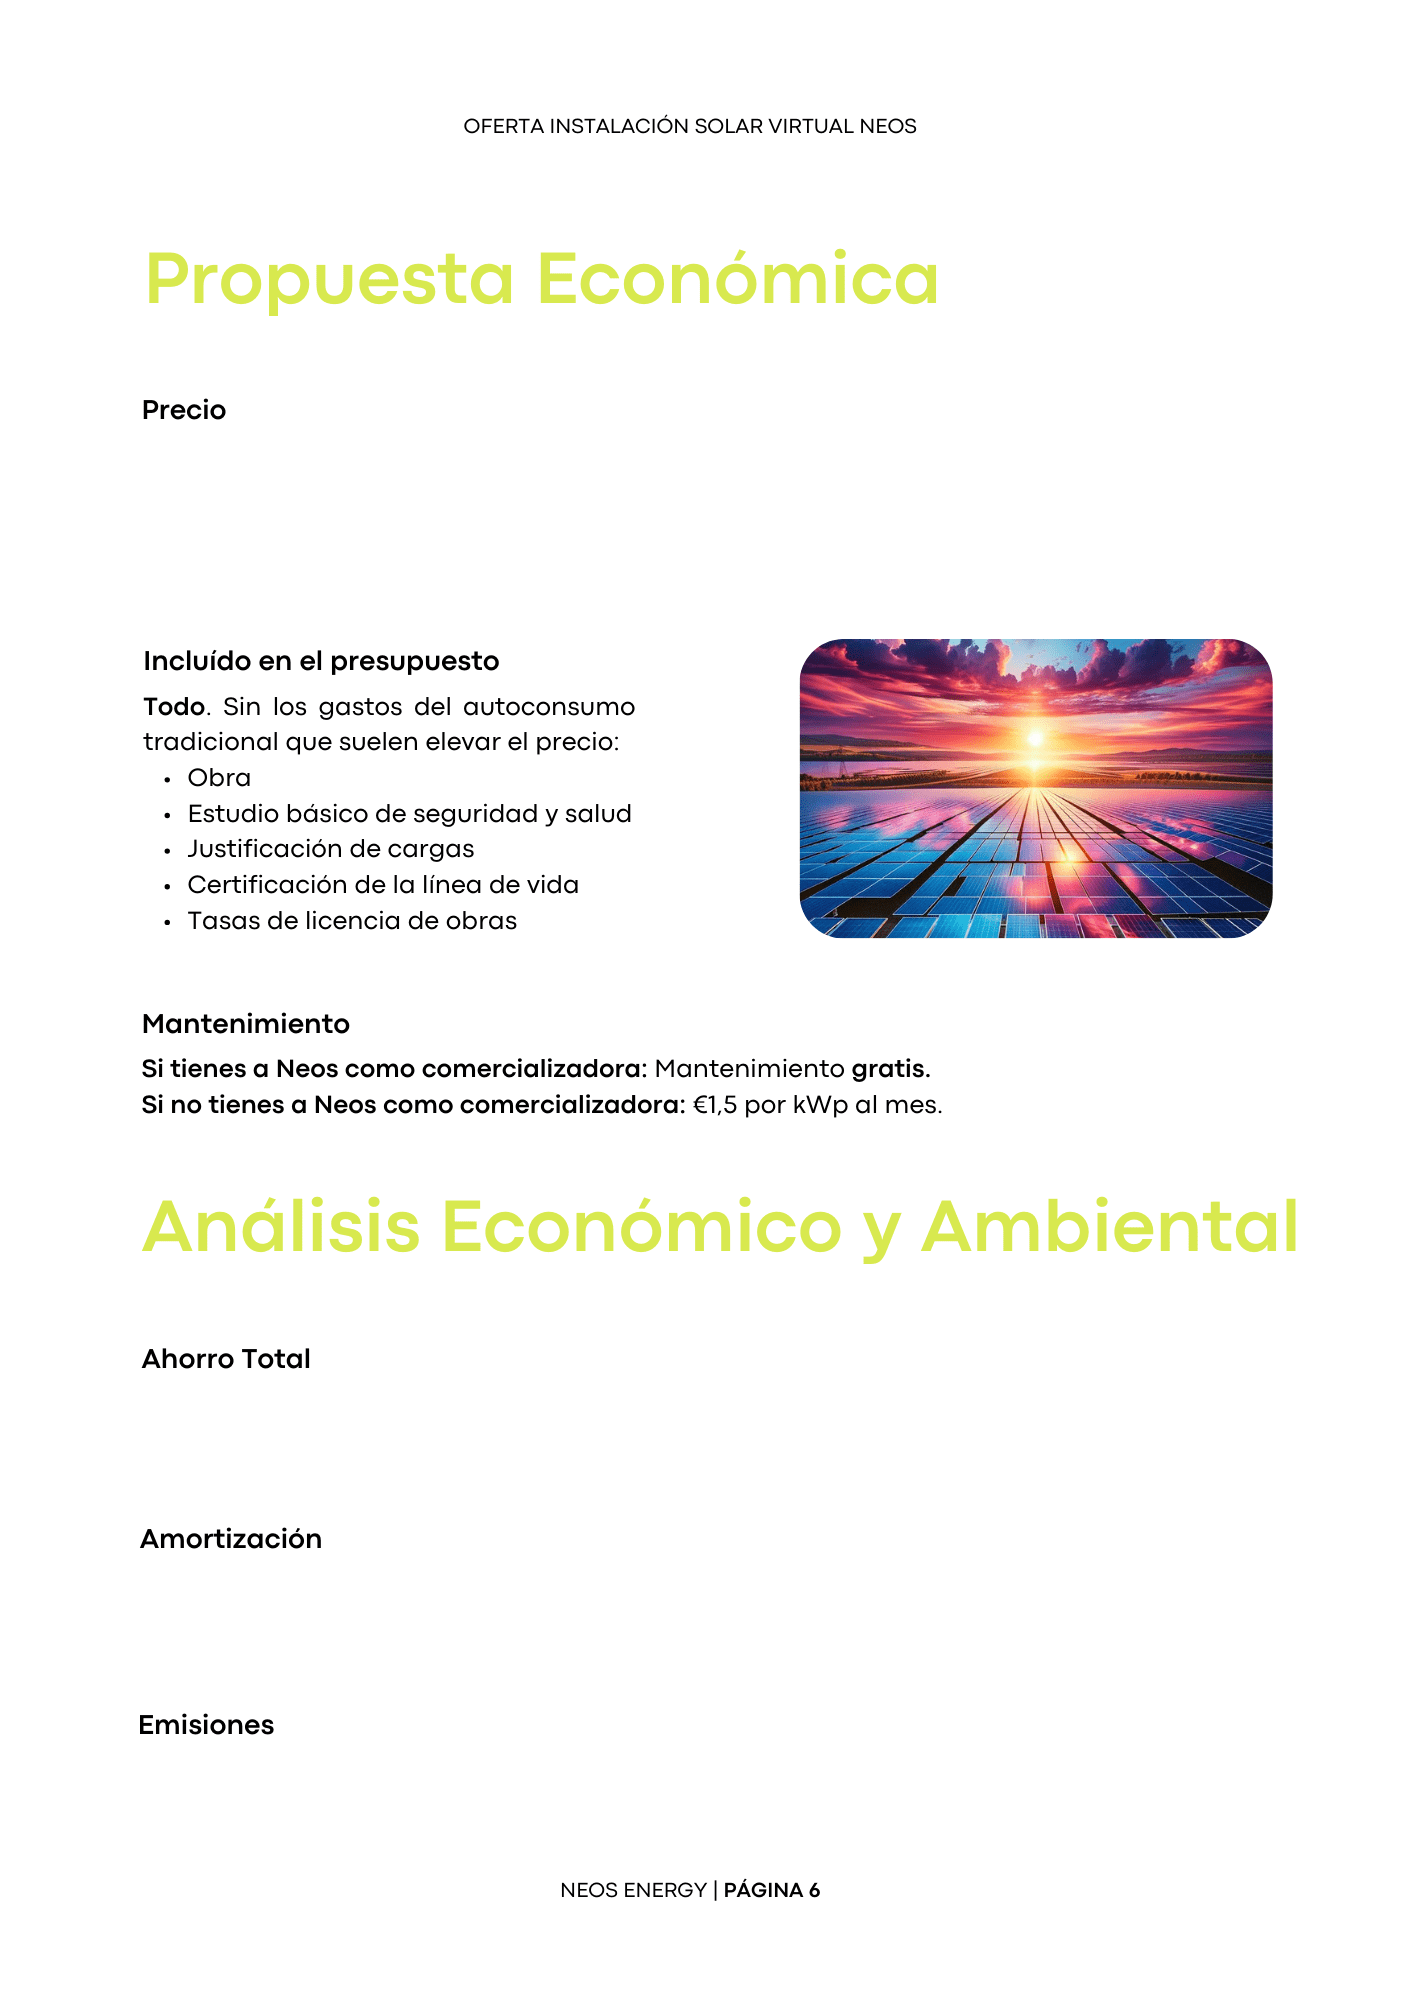 OFERTA INSTALACIÓN SOLAR VIRTUAL NEOS
Propuesta Económica
Precio
Incluído en el presupuesto
Todo. Sin los gastos del autoconsumo
tradicional que suelen elevar el precio:
• Obra
• Estudio básico de seguridad y salud
• Justificación de cargas
• Certificación de la línea de vida
• Tasas de licencia de obras
Mantenimiento
Si tienes a Neos como comercializadora: Mantenimiento gratis.
Si no tienes a Neos como comercializadora: €1,5 por kWp al mes.
Análisis Económico y Ambiental
Ahorro Total
Amortización
Emisiones
NEOS ENERGY | PÁGINA 6